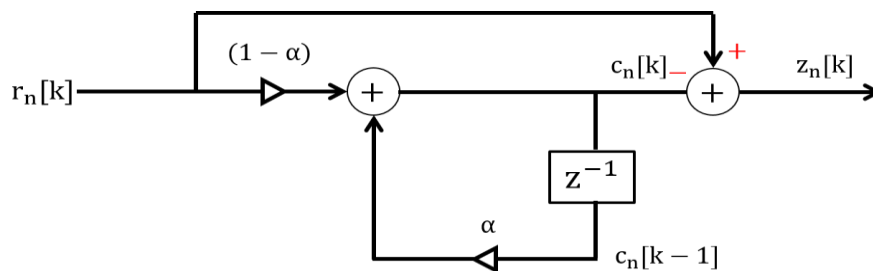 (1 − α)
c_n[k]
−
+
z_n[k]
r_n[k]
+
+
z⁻¹
α
c_n[k − 1]